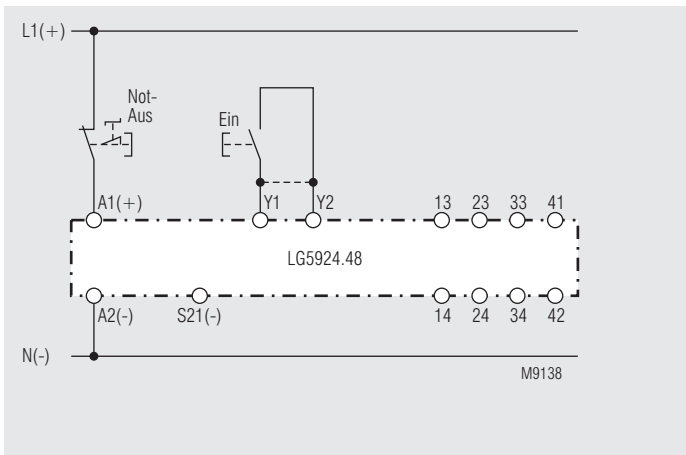 L1(+)
Not-
Aus
Ein
A1(+) Y1 Y2 13 23 33 41
LG5924.48
A2(-) S21(-) 14 24 34 42
N(-)
M9138